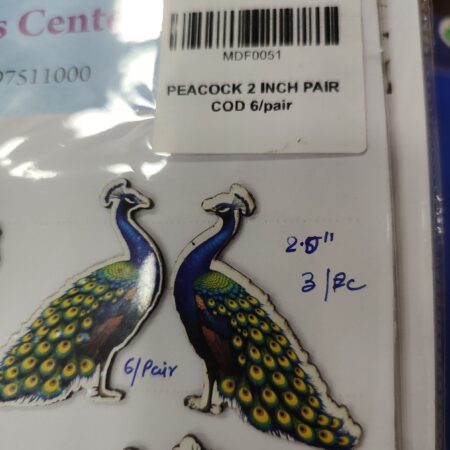 s Cente
97511000
MDF0051
PEACOCK 2 INCH PAIR
COD 6/pair
2.5"
3/Pc
6/Pair